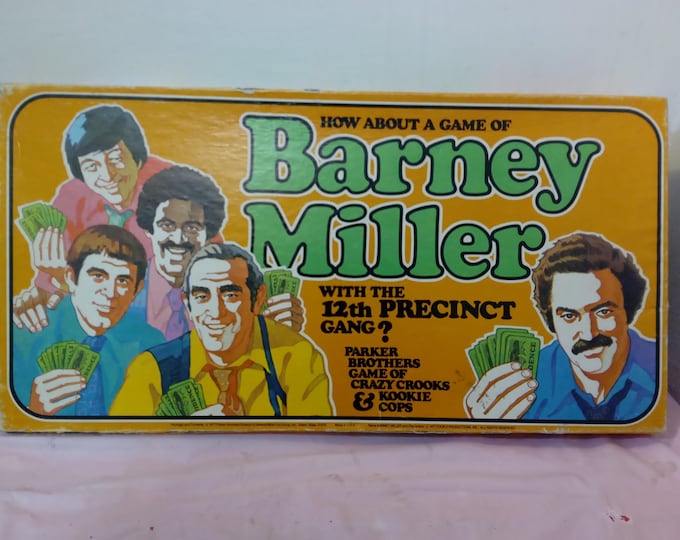 HOW ABOUT A GAME OF
Barney
Miller
WITH THE
12th PRECINCT
GANG?
PARKER
BROTHERS
GAME OF
CRAZY CROOKS
& KOOKIE
COPS